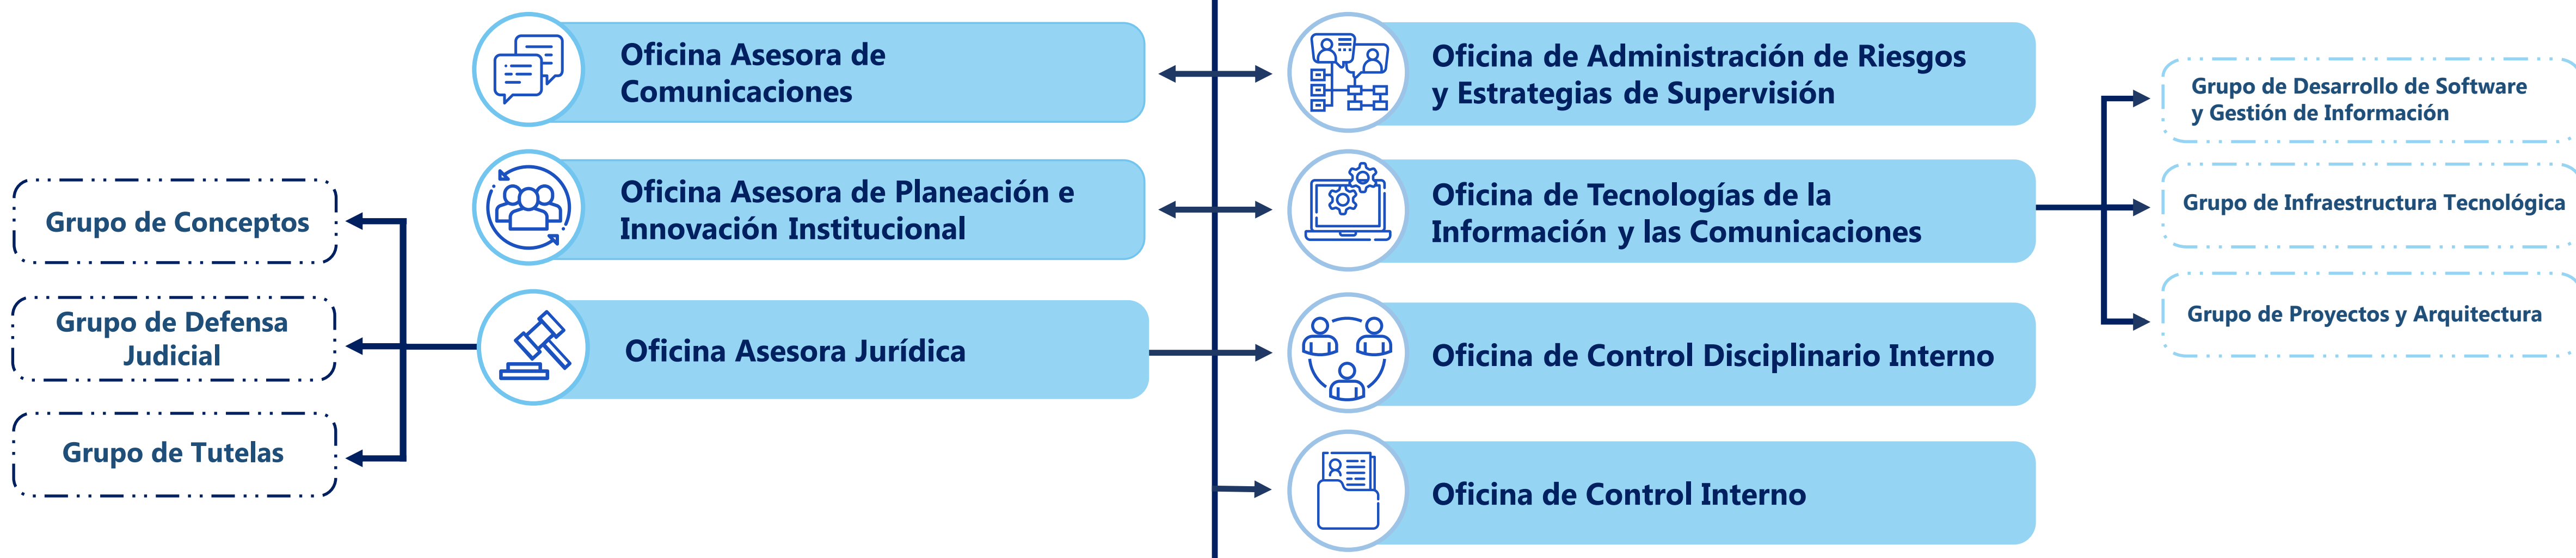 Oficina Asesora de
Comunicaciones
Oficina de Administración de Riesgos
y Estrategias de Supervisión
Grupo de Desarrollo de Software
y Gestión de Información
Grupo de Conceptos
Oficina Asesora de Planeación e
Innovación Institucional
Oficina de Tecnologías de la
Información y las Comunicaciones
Grupo de Infraestructura Tecnológica
Grupo de Defensa
Judicial
Oficina Asesora Jurídica
Oficina de Control Disciplinario Interno
Grupo de Proyectos y Arquitectura
Grupo de Tutelas
Oficina de Control Interno